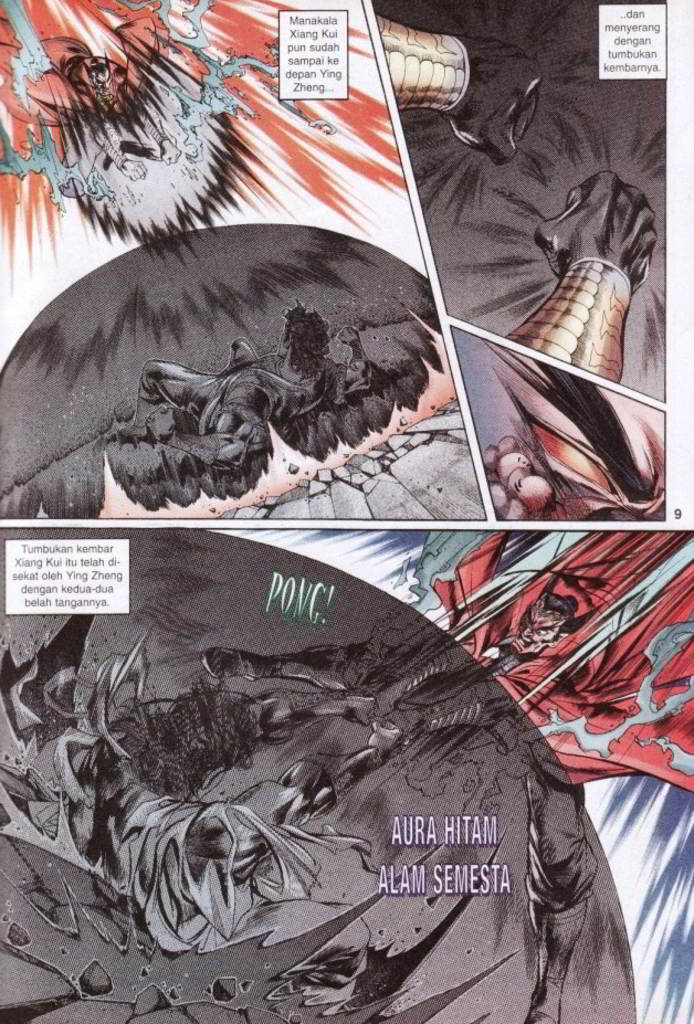 Manakala
Xiang Kui
pun sudah
sampai ke
depan Ying
Zheng...
..dan
menyerang
dengan
tumbukan
kembarnya.
9
Tumbukan kembar
Xiang Kui itu telah di-
sekat oleh Ying Zheng
dengan kedua-dua
belah tangannya.
PONG!
AURA HITAM
ALAM SEMESTA